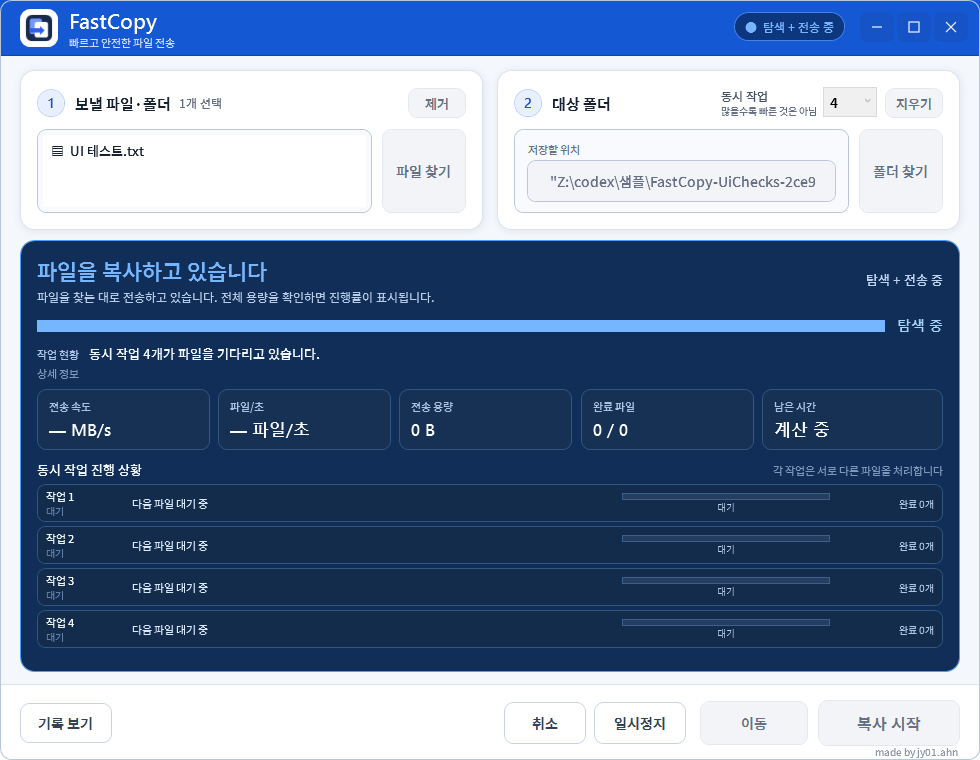 FastCopy
빠르고 안전한 파일 전송
탐색 + 전송 중
1 보낼 파일·폴더 1개 선택
제거
UI 테스트.txt
파일 찾기
2 대상 폴더
동시 작업
많을수록 빠른 것은 아님
4
지우기
저장할 위치
"Z:\codex\샘플\FastCopy-UiChecks-2ce9
폴더 찾기
파일을 복사하고 있습니다
파일을 찾는 대로 전송하고 있습니다. 전체 용량을 확인하면 진행률이 표시됩니다.
탐색 + 전송 중
탐색 중
작업 현황 동시 작업 4개가 파일을 기다리고 있습니다.
상세 정보
전송 속도
— MB/s
파일/초
— 파일/초
전송 용량
0 B
완료 파일
0 / 0
남은 시간
계산 중
동시 작업 진행 상황
각 작업은 서로 다른 파일을 처리합니다
작업 1
대기
다음 파일 대기 중
대기
완료 0개
작업 2
대기
다음 파일 대기 중
대기
완료 0개
작업 3
대기
다음 파일 대기 중
대기
완료 0개
작업 4
대기
다음 파일 대기 중
대기
완료 0개
기록 보기
취소
일시정지
이동
복사 시작
made by jy01.ahn